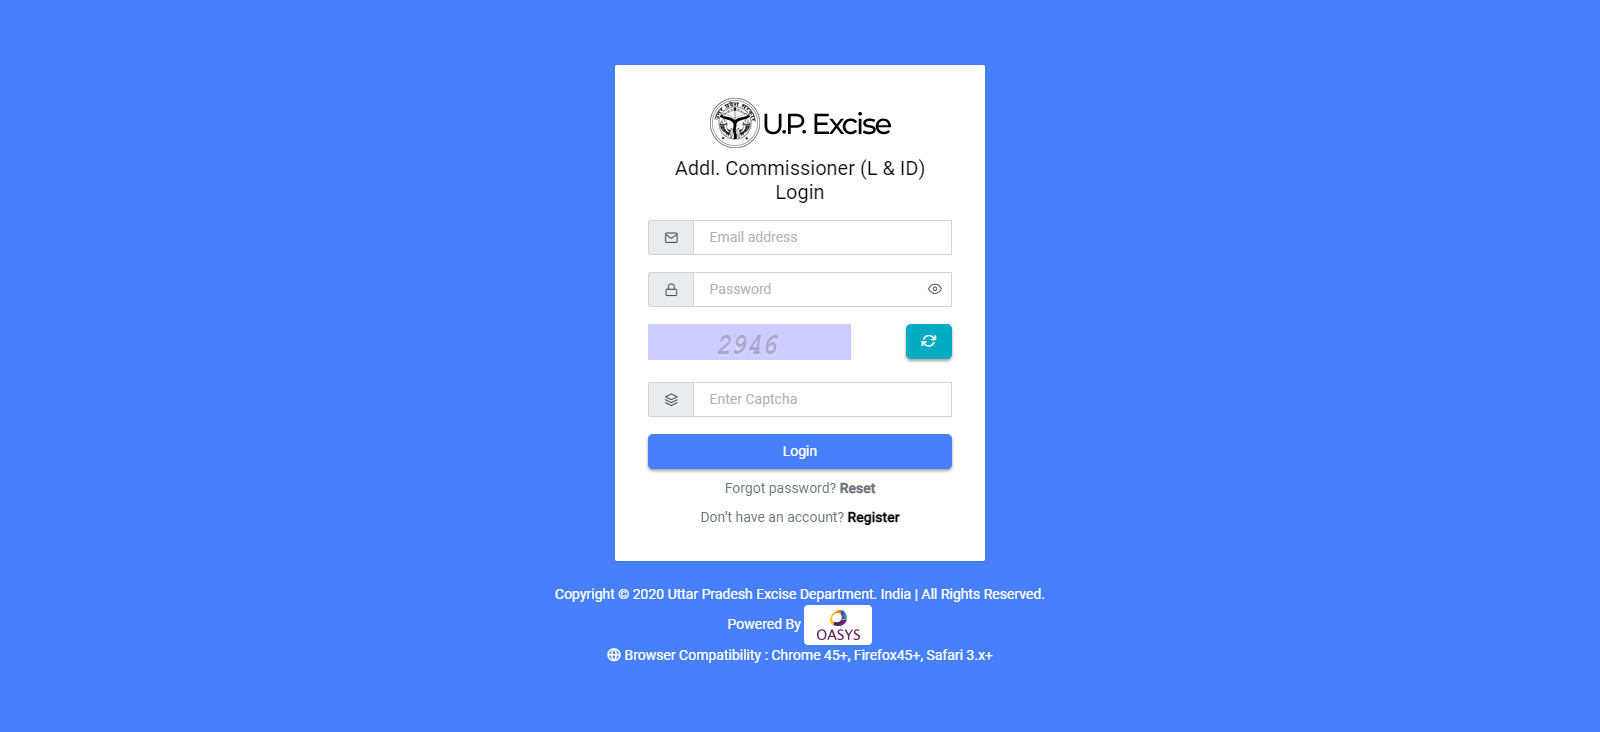 U.P. Excise
Addl. Commissioner (L & ID)
Login
Email address
Password
2946
Enter Captcha
Login
Forgot password? Reset
Don't have an account? Register
Copyright © 2020 Uttar Pradesh Excise Department. India | All Rights Reserved.
Powered By OASYS
Browser Compatibility : Chrome 45+, Firefox45+, Safari 3.x+